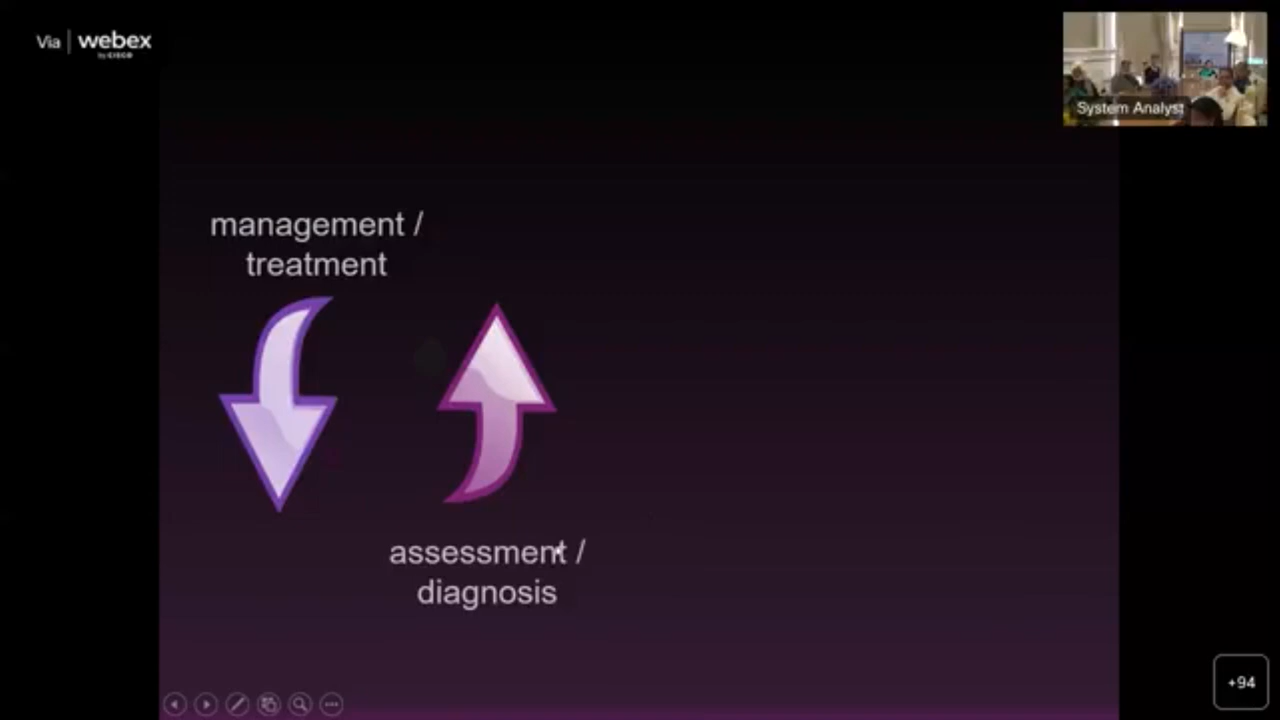 Via | webex
by CISCO
System Analyst
management /
treatment
assessment /
diagnosis
+94